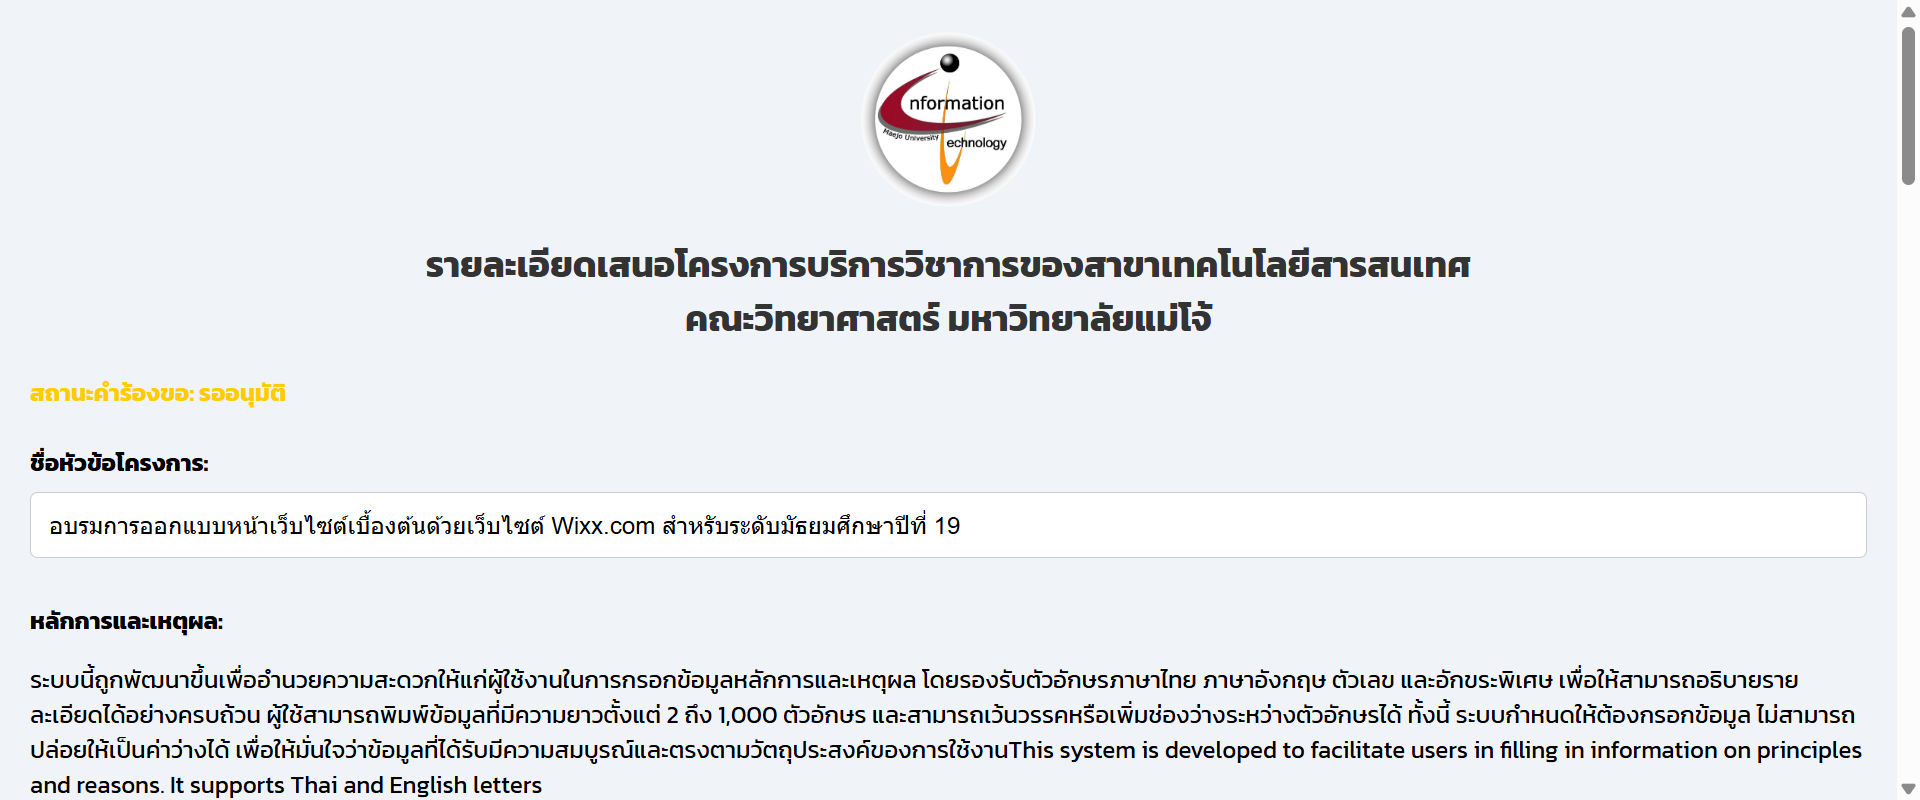 nformation
Maejo University
echnology
รายละเอียดเสนอโครงการบริการวิชาการของสาขาเทคโนโลยีสารสนเทศ
คณะวิทยาศาสตร์ มหาวิทยาลัยแม่โจ้
สถานะคำร้องขอ: รออนุมัติ
ชื่อหัวข้อโครงการ:
อบรมการออกแบบหน้าเว็บไซต์เบื้องต้นด้วยเว็บไซต์ Wixx.com สำหรับระดับมัธยมศึกษาปีที่ 19
หลักการและเหตุผล:
ระบบนี้ถูกพัฒนาขึ้นเพื่ออำนวยความสะดวกให้แก่ผู้ใช้งานในการกรอกข้อมูลหลักการและเหตุผล โดยรองรับตัวอักษรภาษาไทย ภาษาอังกฤษ ตัวเลข และอักขระพิเศษ เพื่อให้สามารถอธิบายราย
ละเอียดได้อย่างครบถ้วน ผู้ใช้สามารถพิมพ์ข้อมูลที่มีความยาวตั้งแต่ 2 ถึง 1,000 ตัวอักษร และสามารถเว้นวรรคหรือเพิ่มช่องว่างระหว่างตัวอักษรได้ ทั้งนี้ ระบบกำหนดให้ต้องกรอกข้อมูล ไม่สามารถ
ปล่อยให้เป็นค่าว่างได้ เพื่อให้มั่นใจว่าข้อมูลที่ได้รับมีความสมบูรณ์และตรงตามวัตถุประสงค์ของการใช้งานThis system is developed to facilitate users in filling in information on principles
and reasons. It supports Thai and English letters